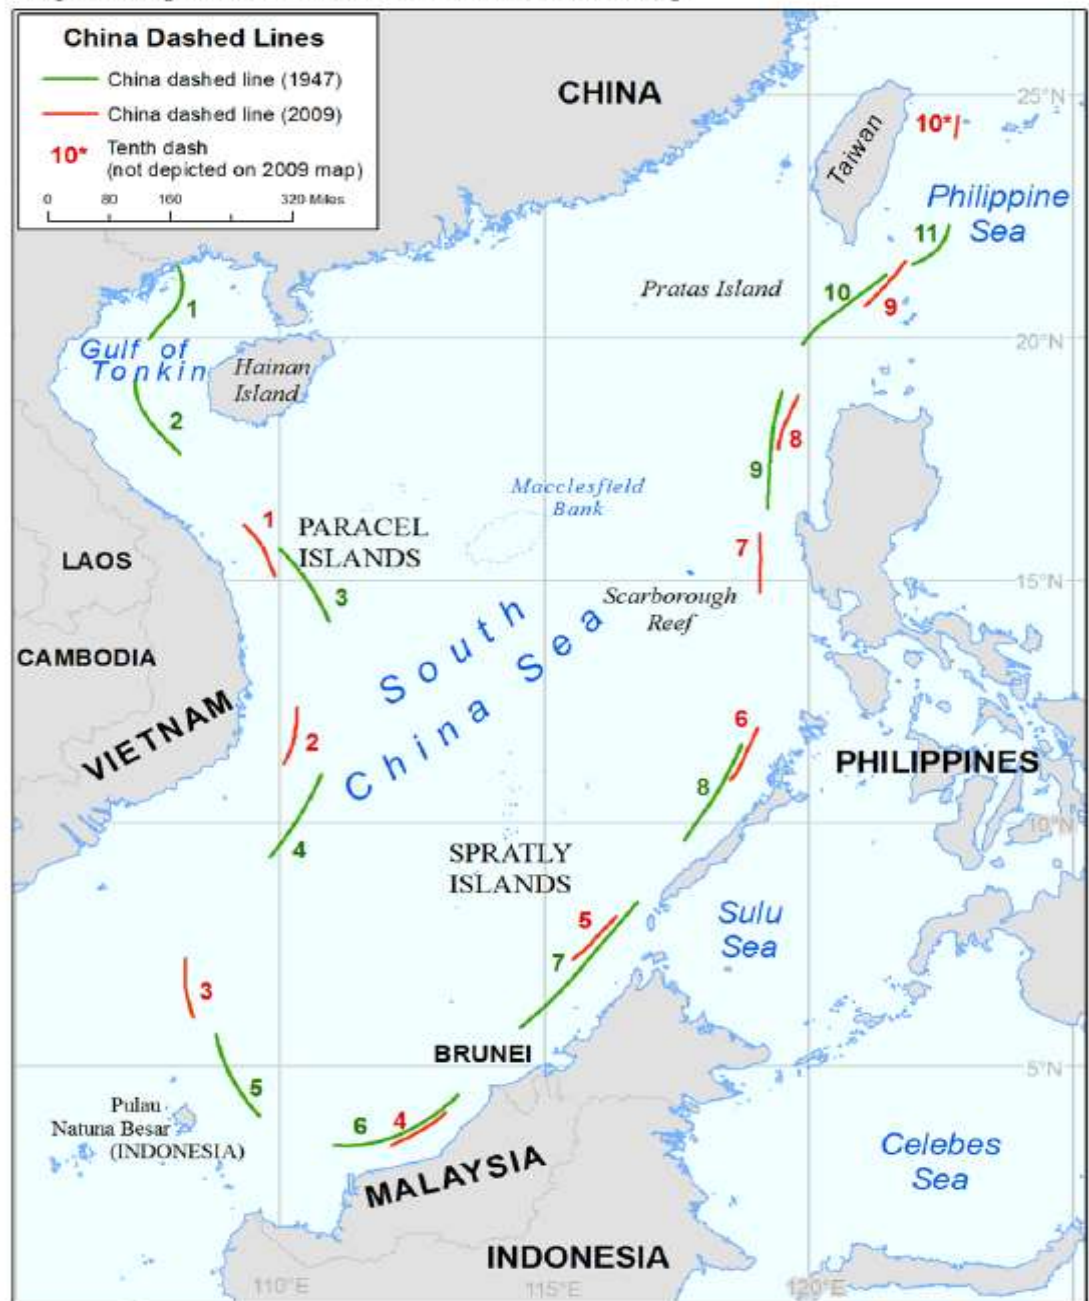 China Dashed Lines
China dashed line (1947)
China dashed line (2009)
10*
Tenth dash
(not depicted on 2009 map)
0 80 160 320 Miles
CHINA
25°N
Taiwan
10*
Philippine
Sea
11
Pratas Island
10
9
1
20°N
Gulf of
Tonkin
Hainan
Island
2
8
9
Macclesfield
Bank
1
PARACEL
ISLANDS
7
LAOS
15°N
3
Scarborough
Reef
South
China Sea
CAMBODIA
VIETNAM
2
6
PHILIPPINES
8
10°N
4
SPRATLY
ISLANDS
5
Sulu
Sea
7
3
BRUNEI
5°N
5
Pulau
Natuna Besar
(INDONESIA)
6
4
Celebes
Sea
MALAYSIA
INDONESIA
110°E
115°E
120°E